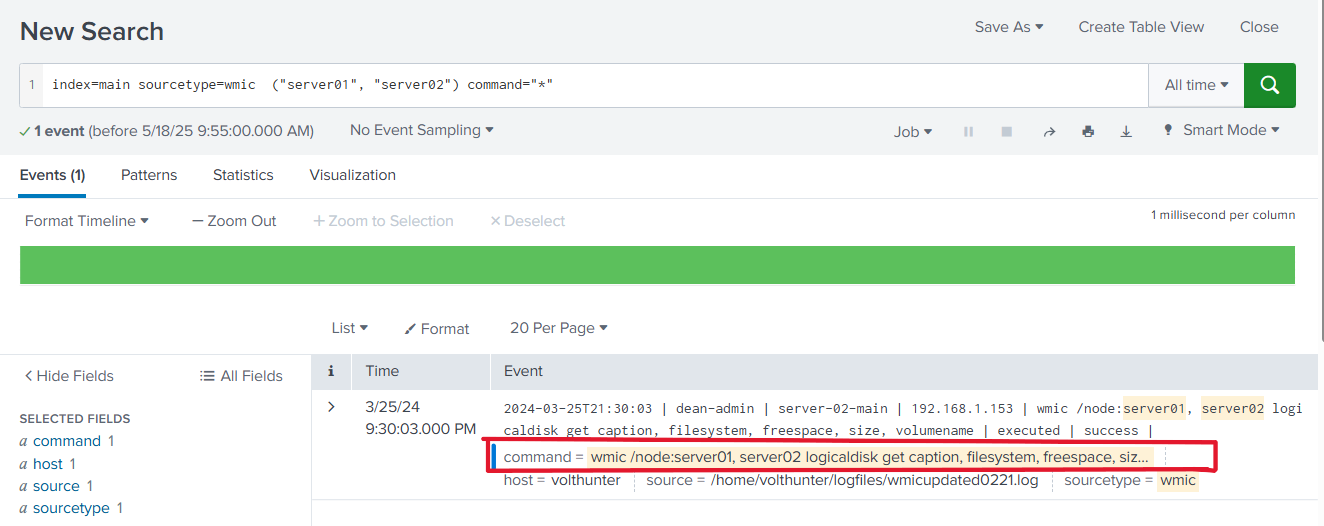 New Search
Save As ▾ Create Table View Close
1 index=main sourcetype=wmic  ("server01", "server02") command="*"
All time ▾
✓ 1 event (before 5/18/25 9:55:00.000 AM) No Event Sampling ▾
Job ▾ Smart Mode ▾
Events (1) Patterns Statistics Visualization
Format Timeline ▾ — Zoom Out + Zoom to Selection × Deselect
1 millisecond per column
List ▾ Format 20 Per Page ▾
< Hide Fields All Fields
i Time Event
SELECTED FIELDS
a command 1
a host 1
a source 1
a sourcetype 1
> 3/25/24
9:30:03.000 PM
2024-03-25T21:30:03 | dean-admin | server-02-main | 192.168.1.153 | wmic /node:server01, server02 logi
caldisk get caption, filesystem, freespace, size, volumename | executed | success |
command = wmic /node:server01, server02 logicaldisk get caption, filesystem, freespace, siz...
host = volthunter source = /home/volthunter/logfiles/wmicupdated0221.log sourcetype = wmic